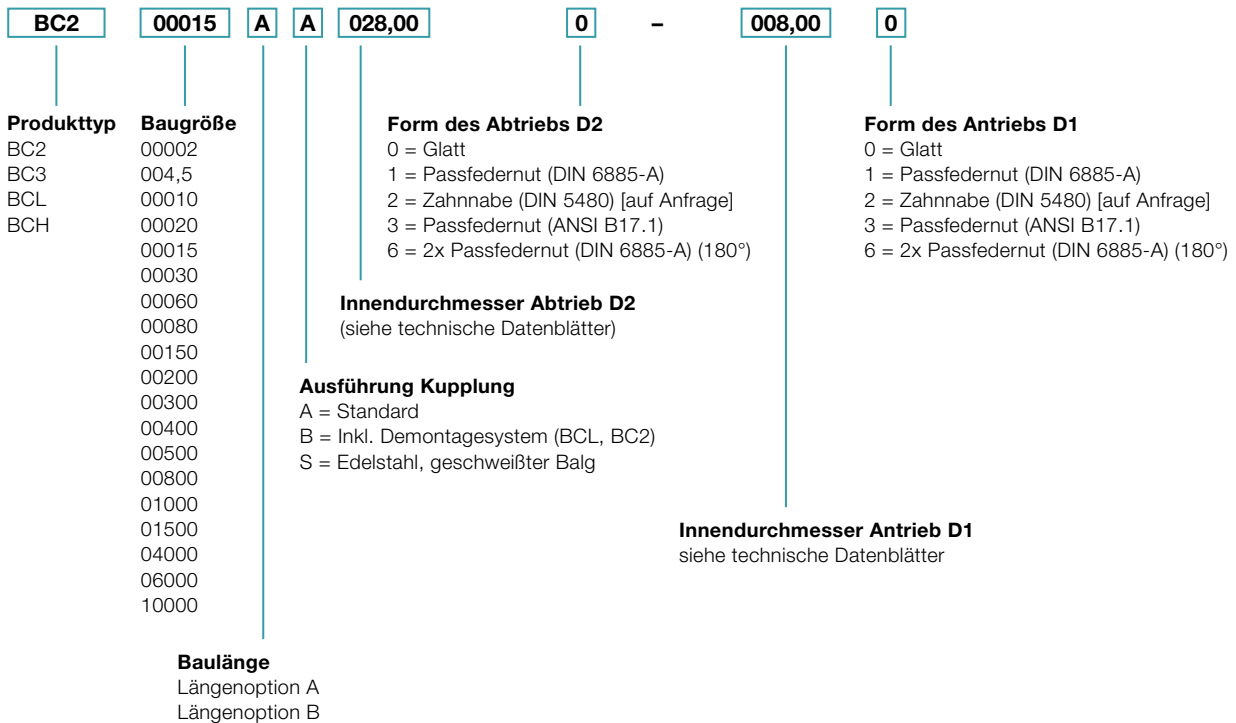 BC2 00015 A A 028,00 0 – 008,00 0
Produkttyp
BC2
BC3
BCL
BCH
Baugröße
00002
004,5
00010
00020
00015
00030
00060
00080
00150
00200
00300
00400
00500
00800
01000
01500
04000
06000
10000
Form des Abtriebs D2
0 = Glatt
1 = Passfedernut (DIN 6885-A)
2 = Zahnnabe (DIN 5480) [auf Anfrage]
3 = Passfedernut (ANSI B17.1)
6 = 2x Passfedernut (DIN 6885-A) (180°)
Form des Antriebs D1
0 = Glatt
1 = Passfedernut (DIN 6885-A)
2 = Zahnnabe (DIN 5480) [auf Anfrage]
3 = Passfedernut (ANSI B17.1)
6 = 2x Passfedernut (DIN 6885-A) (180°)
Innendurchmesser Abtrieb D2
(siehe technische Datenblätter)
Ausführung Kupplung
A = Standard
B = Inkl. Demontagesystem (BCL, BC2)
S = Edelstahl, geschweißter Balg
Innendurchmesser Antrieb D1
siehe technische Datenblätter
Baulänge
Längenoption A
Längenoption B